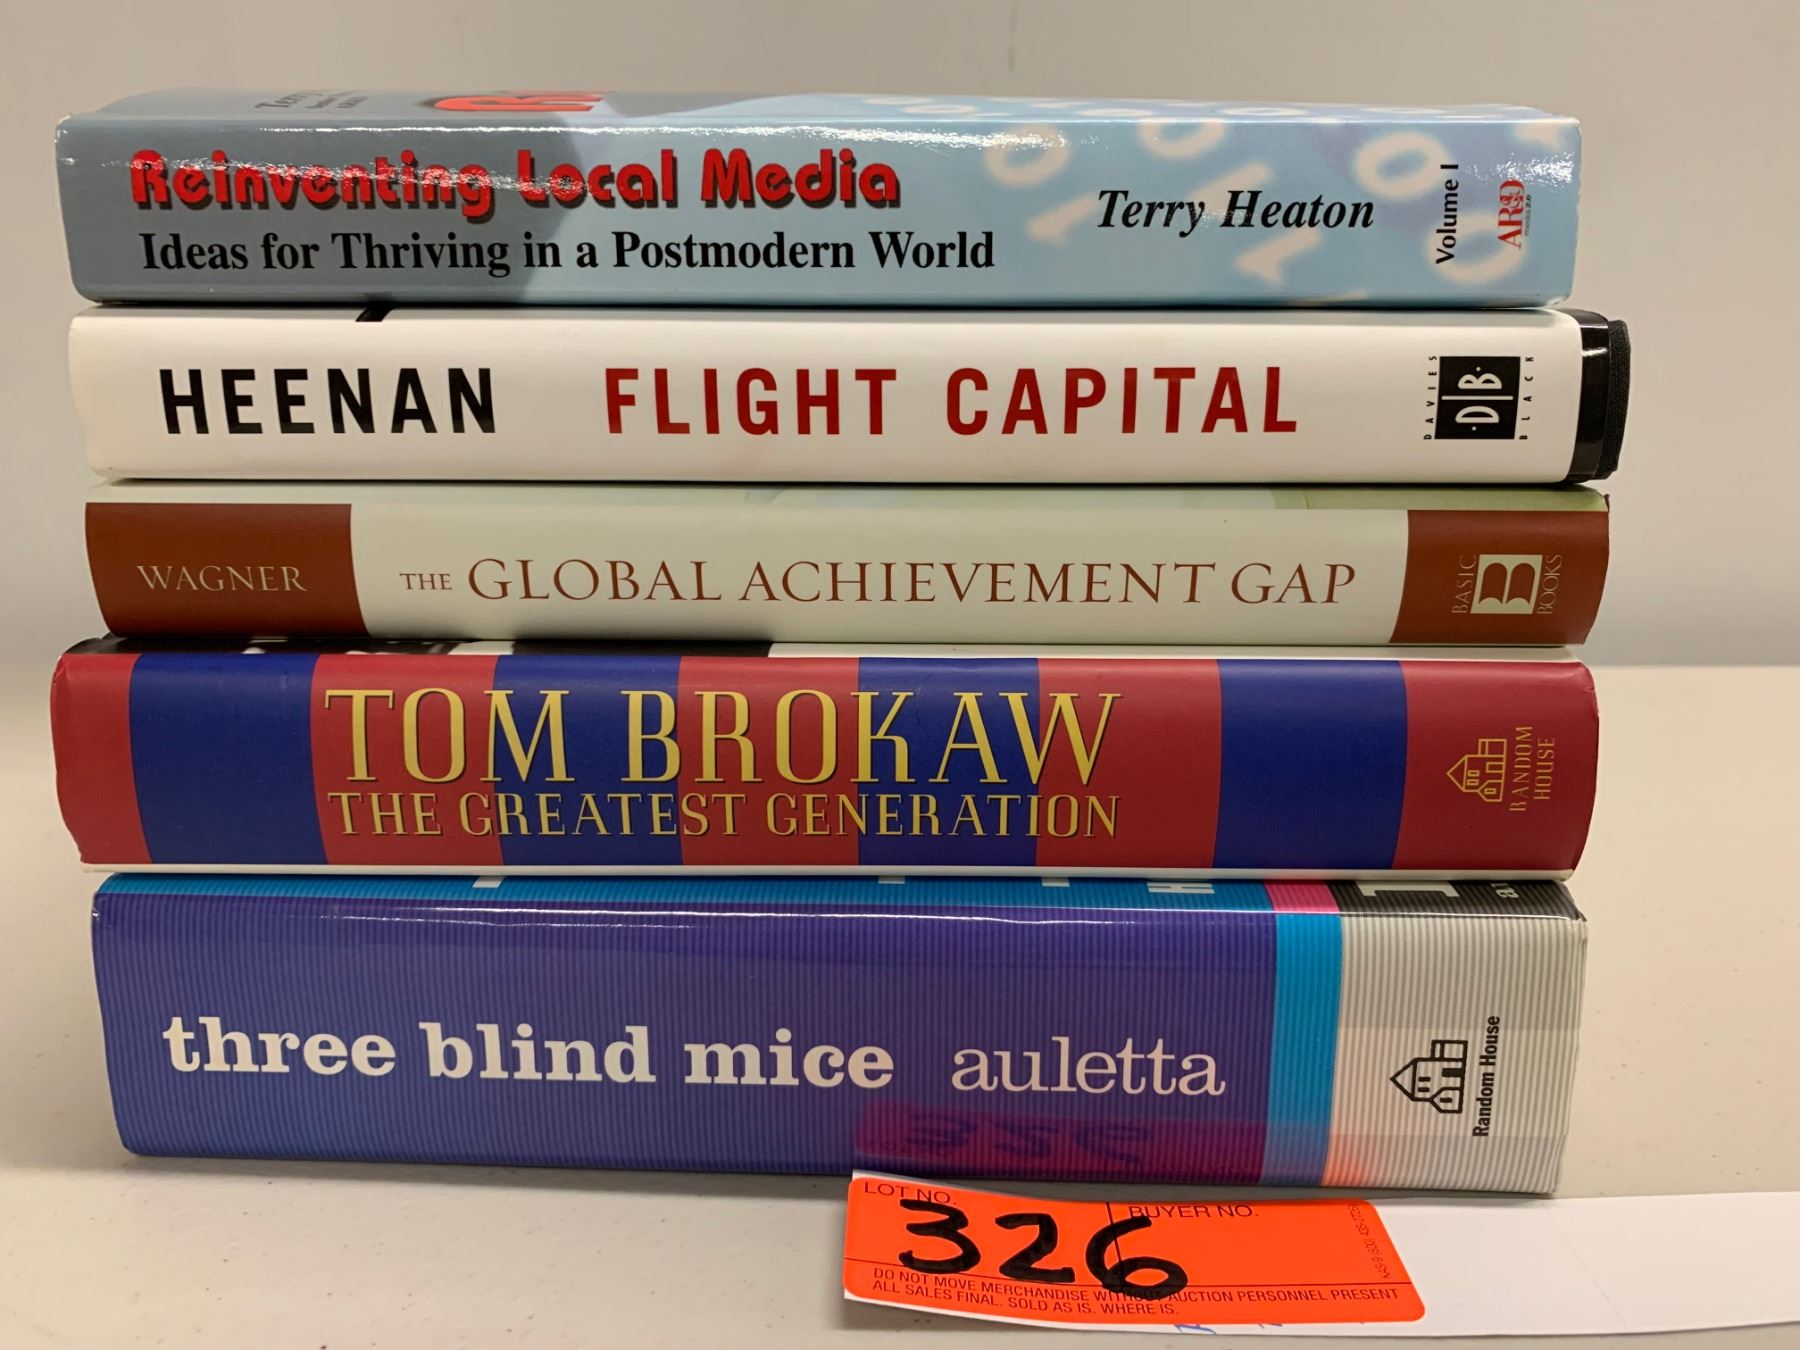 Reinventing Local Media
Ideas for Thriving in a Postmodern World
Terry Heaton
Volume I
AR&D
HEENAN FLIGHT CAPITAL
DAVIES
D B
BLACK
WAGNER THE GLOBAL ACHIEVEMENT GAP
BASIC
BOOKS
TOM BROKAW
THE GREATEST GENERATION
RANDOM
HOUSE
three blind mice auletta
Random House
LOT NO. BUYER NO.
326
DO NOT MOVE MERCHANDISE WITHOUT AUCTION PERSONNEL PRESENT
ALL SALES FINAL. SOLD AS IS. WHERE IS.